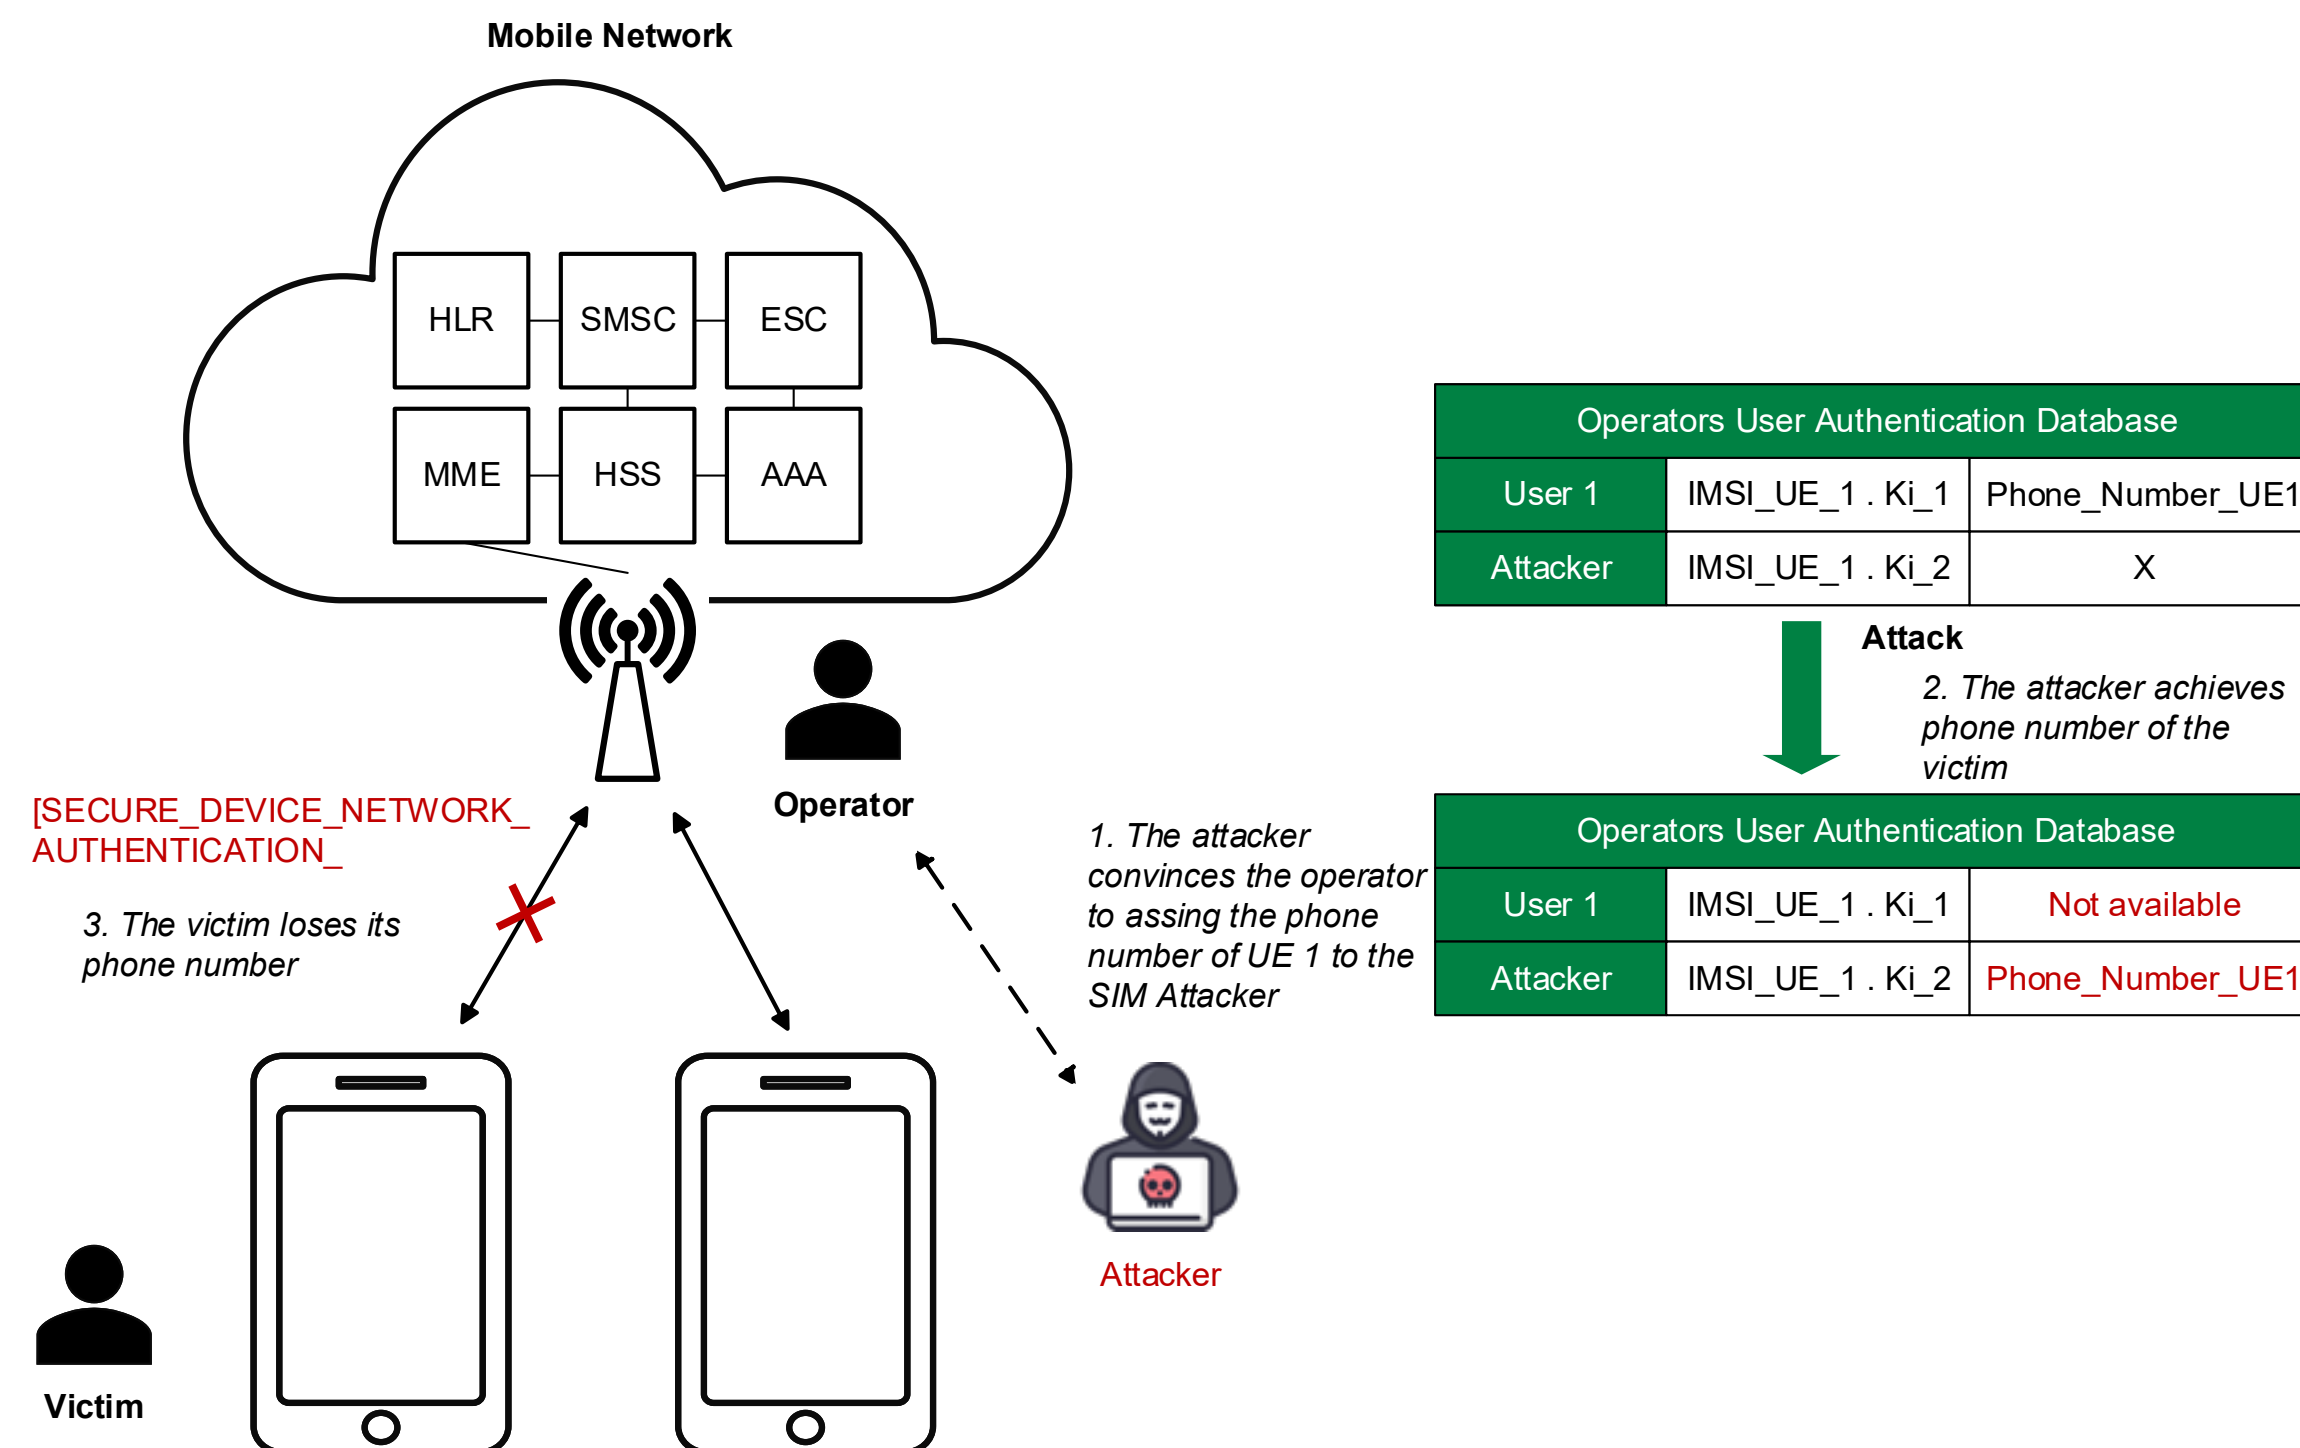 Mobile Network
HLR
SMSC
ESC
MME
HSS
AAA
Operator
[SECURE_DEVICE_NETWORK_
AUTHENTICATION_
3. The victim loses its
phone number
1. The attacker
convinces the operator
to assing the phone
number of UE 1 to the
SIM Attacker
Attacker
Victim
Operators User Authentication Database
User 1 IMSI_UE_1 . Ki_1 Phone_Number_UE1
Attacker IMSI_UE_1 . Ki_2 X
Attack
2. The attacker achieves
phone number of the
victim
Operators User Authentication Database
User 1 IMSI_UE_1 . Ki_1 Not available
Attacker IMSI_UE_1 . Ki_2 Phone_Number_UE1